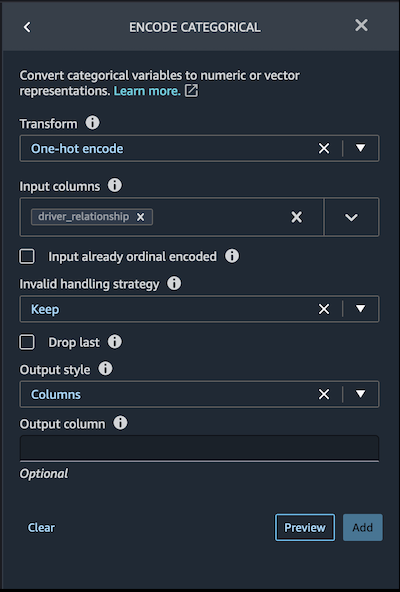 ENCODE CATEGORICAL
Convert categorical variables to numeric or vector
representations. Learn more.
Transform
One-hot encode
Input columns
driver_relationship
Input already ordinal encoded
Invalid handling strategy
Keep
Drop last
Output style
Columns
Output column
Optional
Clear Preview Add